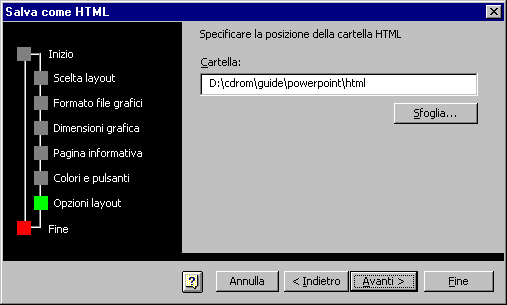 Salva come HTML
Inizio
Scelta layout
Formato file grafici
Dimensioni grafica
Pagina informativa
Colori e pulsanti
Opzioni layout
Fine
Specificare la posizione della cartella HTML
Cartella:
D:\cdrom\guide\powerpoint\html
Sfoglia...
?
Annulla
< Indietro
Avanti >
Fine